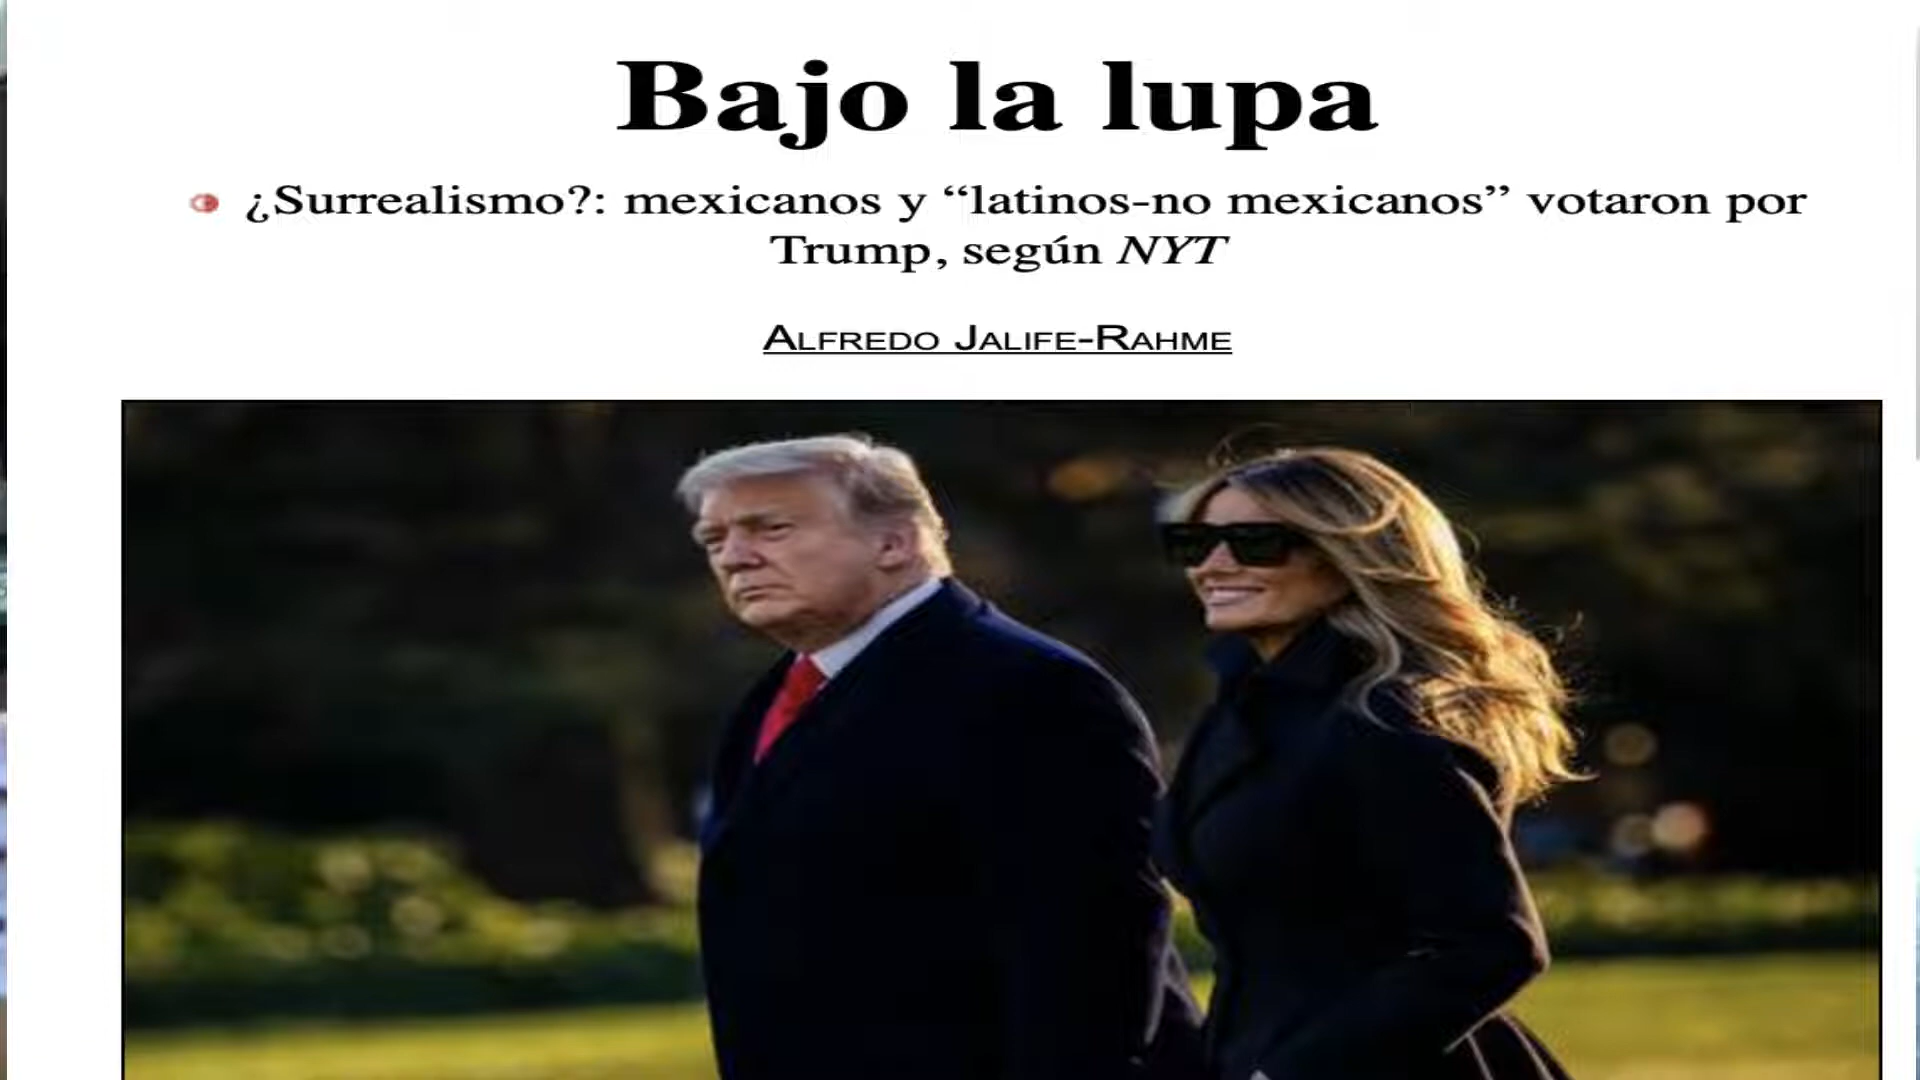 Bajo la lupa
¿Surrealismo?: mexicanos y “latinos-no mexicanos” votaron por
Trump, según NYT
ALFREDO JALIFE-RAHME